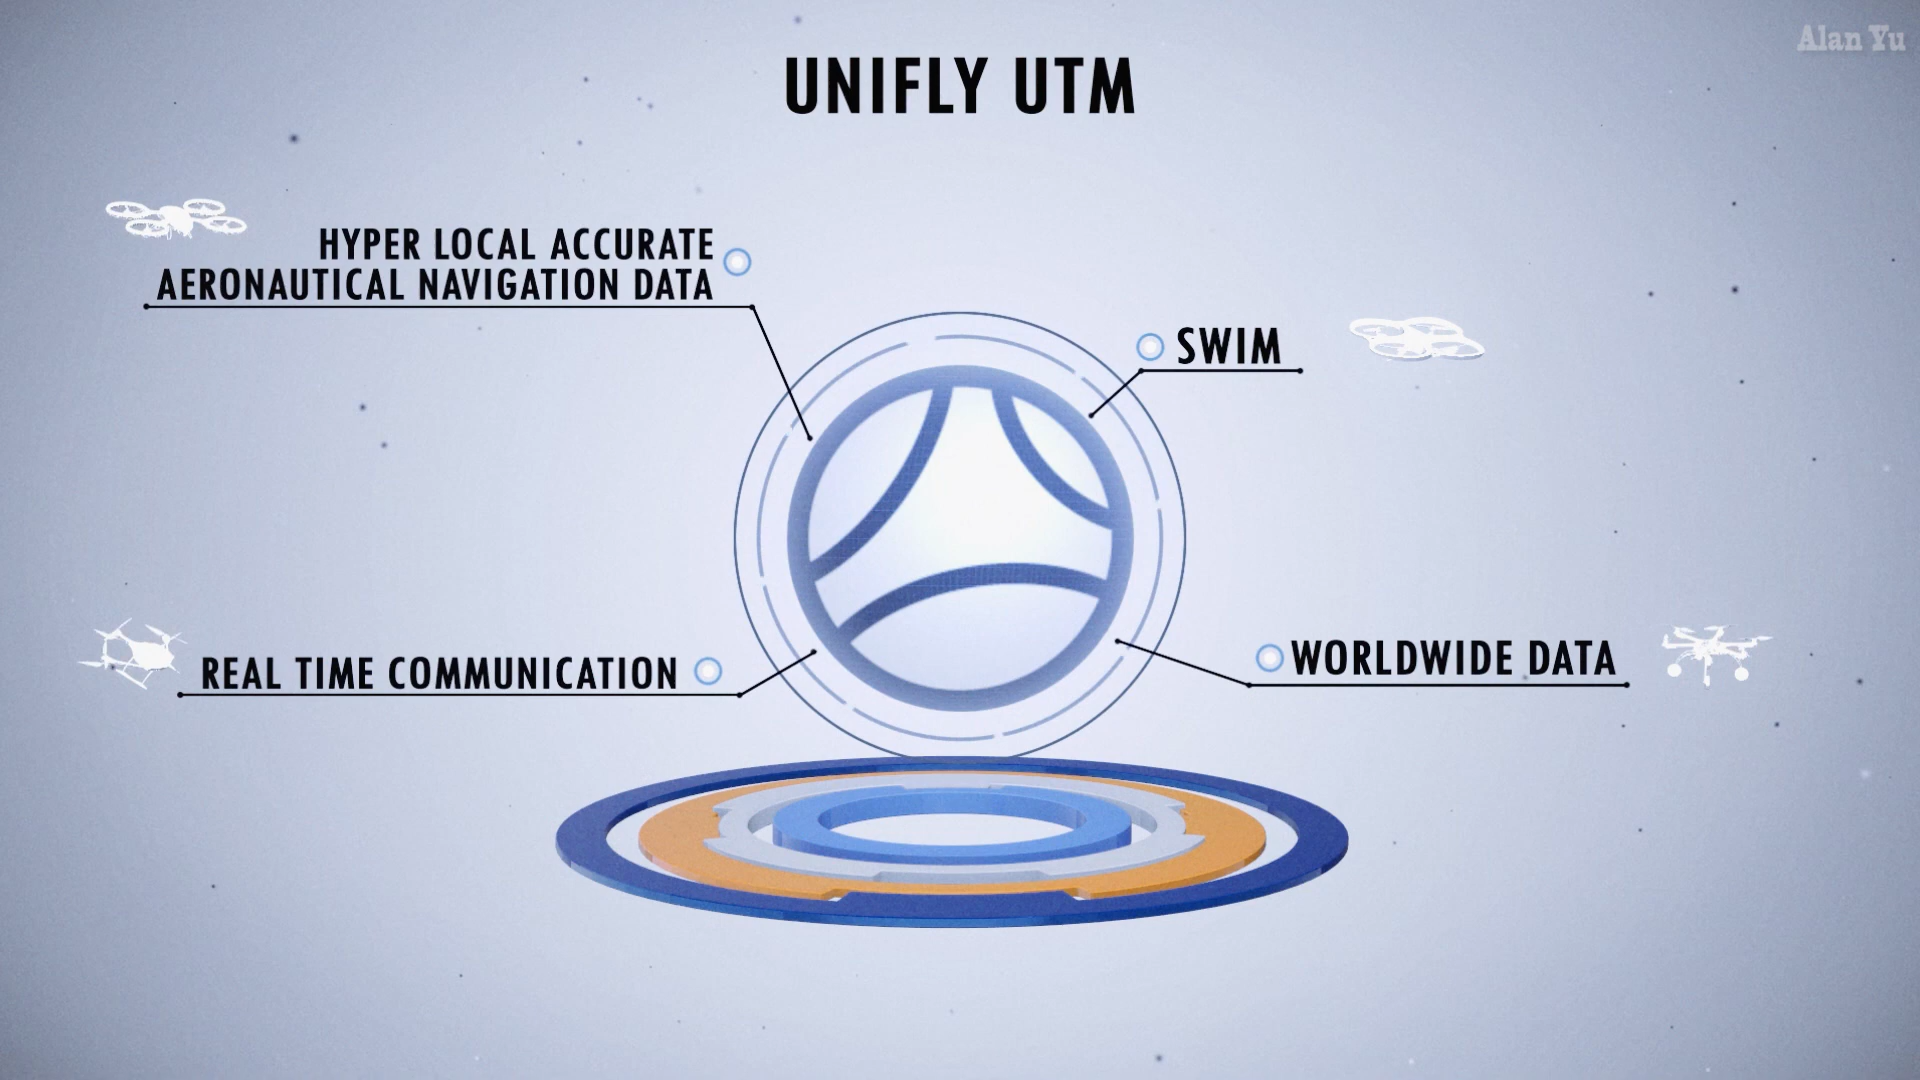 Alan Yu
UNIFLY UTM
HYPER LOCAL ACCURATE
AERONAUTICAL NAVIGATION DATA
SWIM
REAL TIME COMMUNICATION
WORLDWIDE DATA